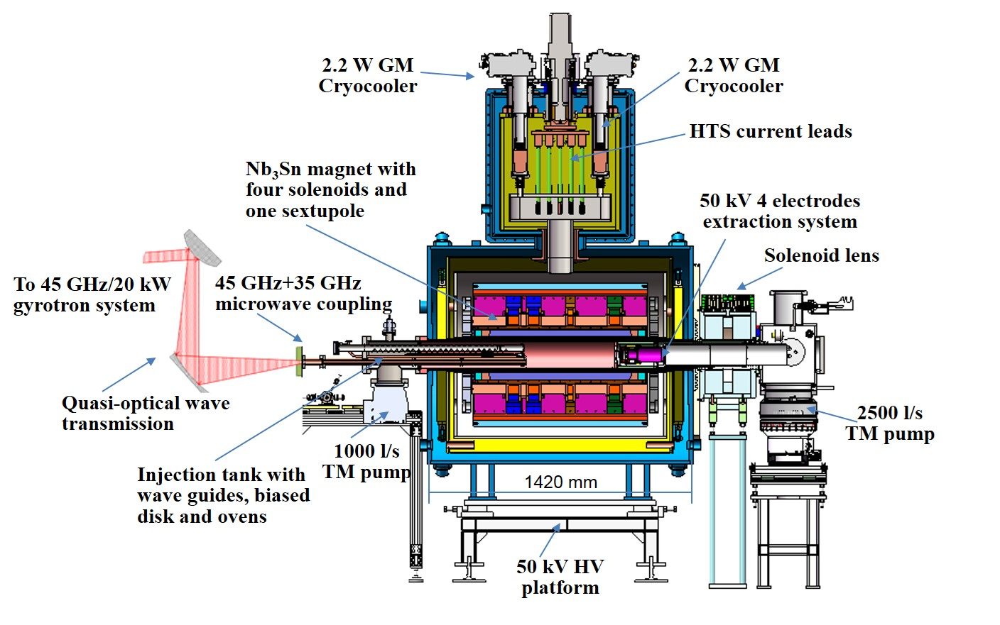 2.2 W GM
Cryocooler
2.2 W GM
Cryocooler
HTS current leads
Nb₃Sn magnet with
four solenoids and
one sextupole
50 kV 4 electrodes
extraction system
Solenoid lens
To 45 GHz/20 kW
gyrotron system
45 GHz+35 GHz
microwave coupling
Quasi-optical wave
transmission
1000 l/s
TM pump
2500 l/s
TM pump
Injection tank with
wave guides, biased
disk and ovens
1420 mm
50 kV HV
platform